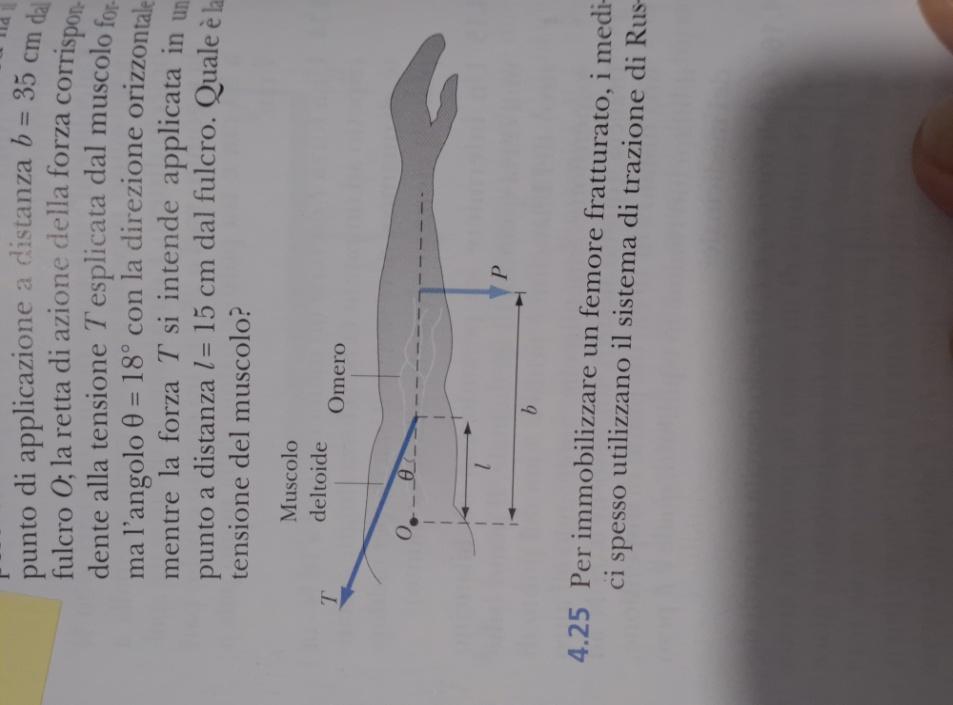 punto di applicazione a distanza b = 35 cm dal
fulcro O; la retta di azione della forza corrispon-
dente alla tensione T esplicata dal muscolo for-
ma l'angolo θ = 18° con la direzione orizzontale
mentre la forza T si intende applicata in un
punto a distanza l = 15 cm dal fulcro. Quale è la
tensione del muscolo?
Muscolo
deltoide
Omero
T
O
θ
P
l
b
4.25 Per immobilizzare un femore fratturato, i medi-
ci spesso utilizzano il sistema di trazione di Rus-